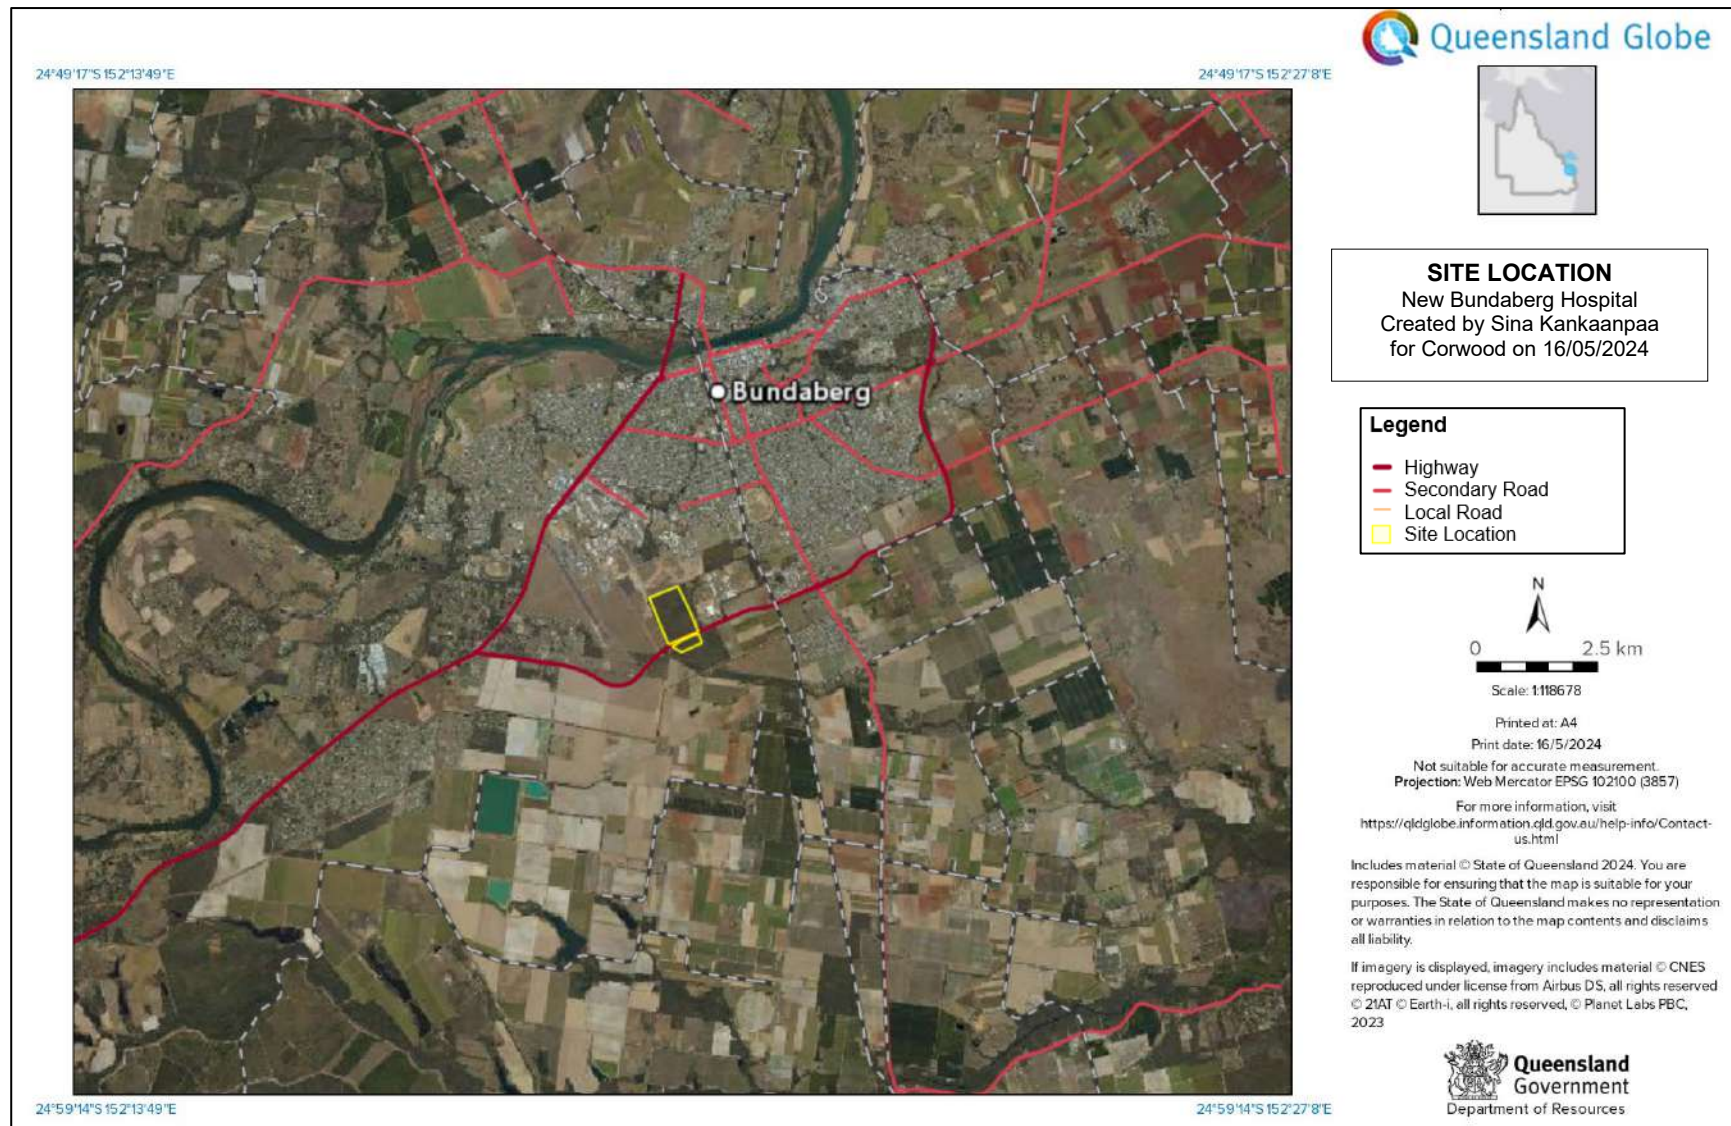 Queensland Globe
24°49'17"S 152°13'49"E
24°49'17"S 152°27'8"E
Bundaberg
24°59'14"S 152°13'49"E
24°59'14"S 152°27'8"E
SITE LOCATION
New Bundaberg Hospital
Created by Sina Kankaanpaa
for Corwood on 16/05/2024
Legend
Highway
Secondary Road
Local Road
Site Location
N
0 2.5 km
Scale: 1:118678
Printed at: A4
Print date: 16/5/2024
Not suitable for accurate measurement.
Projection: Web Mercator EPSG 102100 (3857)
For more information, visit
https://qldglobe.information.qld.gov.au/help-info/Contact-
us.html
Includes material © State of Queensland 2024. You are
responsible for ensuring that the map is suitable for your
purposes. The State of Queensland makes no representation
or warranties in relation to the map contents and disclaims
all liability.
If imagery is displayed, imagery includes material © CNES
reproduced under license from Airbus DS, all rights reserved
© 21AT © Earth-i, all rights reserved, © Planet Labs PBC,
2023
Queensland
Government
Department of Resources